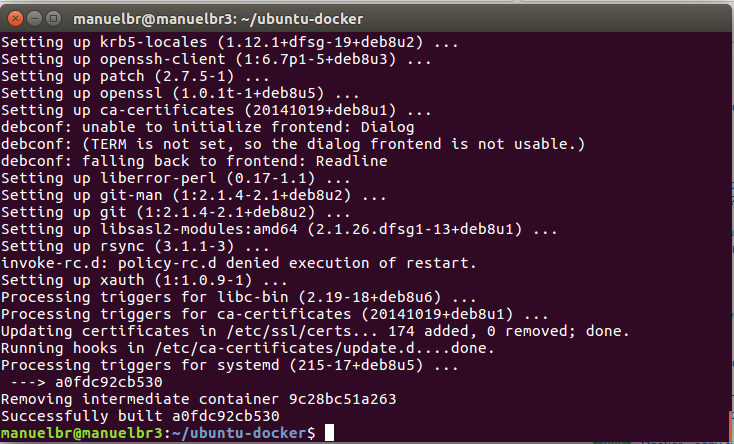 manuelbr@manuelbr3: ~/ubuntu-docker
Setting up krb5-locales (1.12.1+dfsg-19+deb8u2) ...
Setting up openssh-client (1:6.7p1-5+deb8u3) ...
Setting up patch (2.7.5-1) ...
Setting up openssl (1.0.1t-1+deb8u5) ...
Setting up ca-certificates (20141019+deb8u1) ...
debconf: unable to initialize frontend: Dialog
debconf: (TERM is not set, so the dialog frontend is not usable.)
debconf: falling back to frontend: Readline
Setting up liberror-perl (0.17-1.1) ...
Setting up git-man (1:2.1.4-2.1+deb8u2) ...
Setting up git (1:2.1.4-2.1+deb8u2) ...
Setting up libsasl2-modules:amd64 (2.1.26.dfsg1-13+deb8u1) ...
Setting up rsync (3.1.1-3) ...
invoke-rc.d: policy-rc.d denied execution of restart.
Setting up xauth (1:1.0.9-1) ...
Processing triggers for libc-bin (2.19-18+deb8u6) ...
Processing triggers for ca-certificates (20141019+deb8u1) ...
Updating certificates in /etc/ssl/certs... 174 added, 0 removed; done.
Running hooks in /etc/ca-certificates/update.d....done.
Processing triggers for systemd (215-17+deb8u5) ...
 ---> a0fdc92cb530
Removing intermediate container 9c28bc51a263
Successfully built a0fdc92cb530
manuelbr@manuelbr3:~/ubuntu-docker$